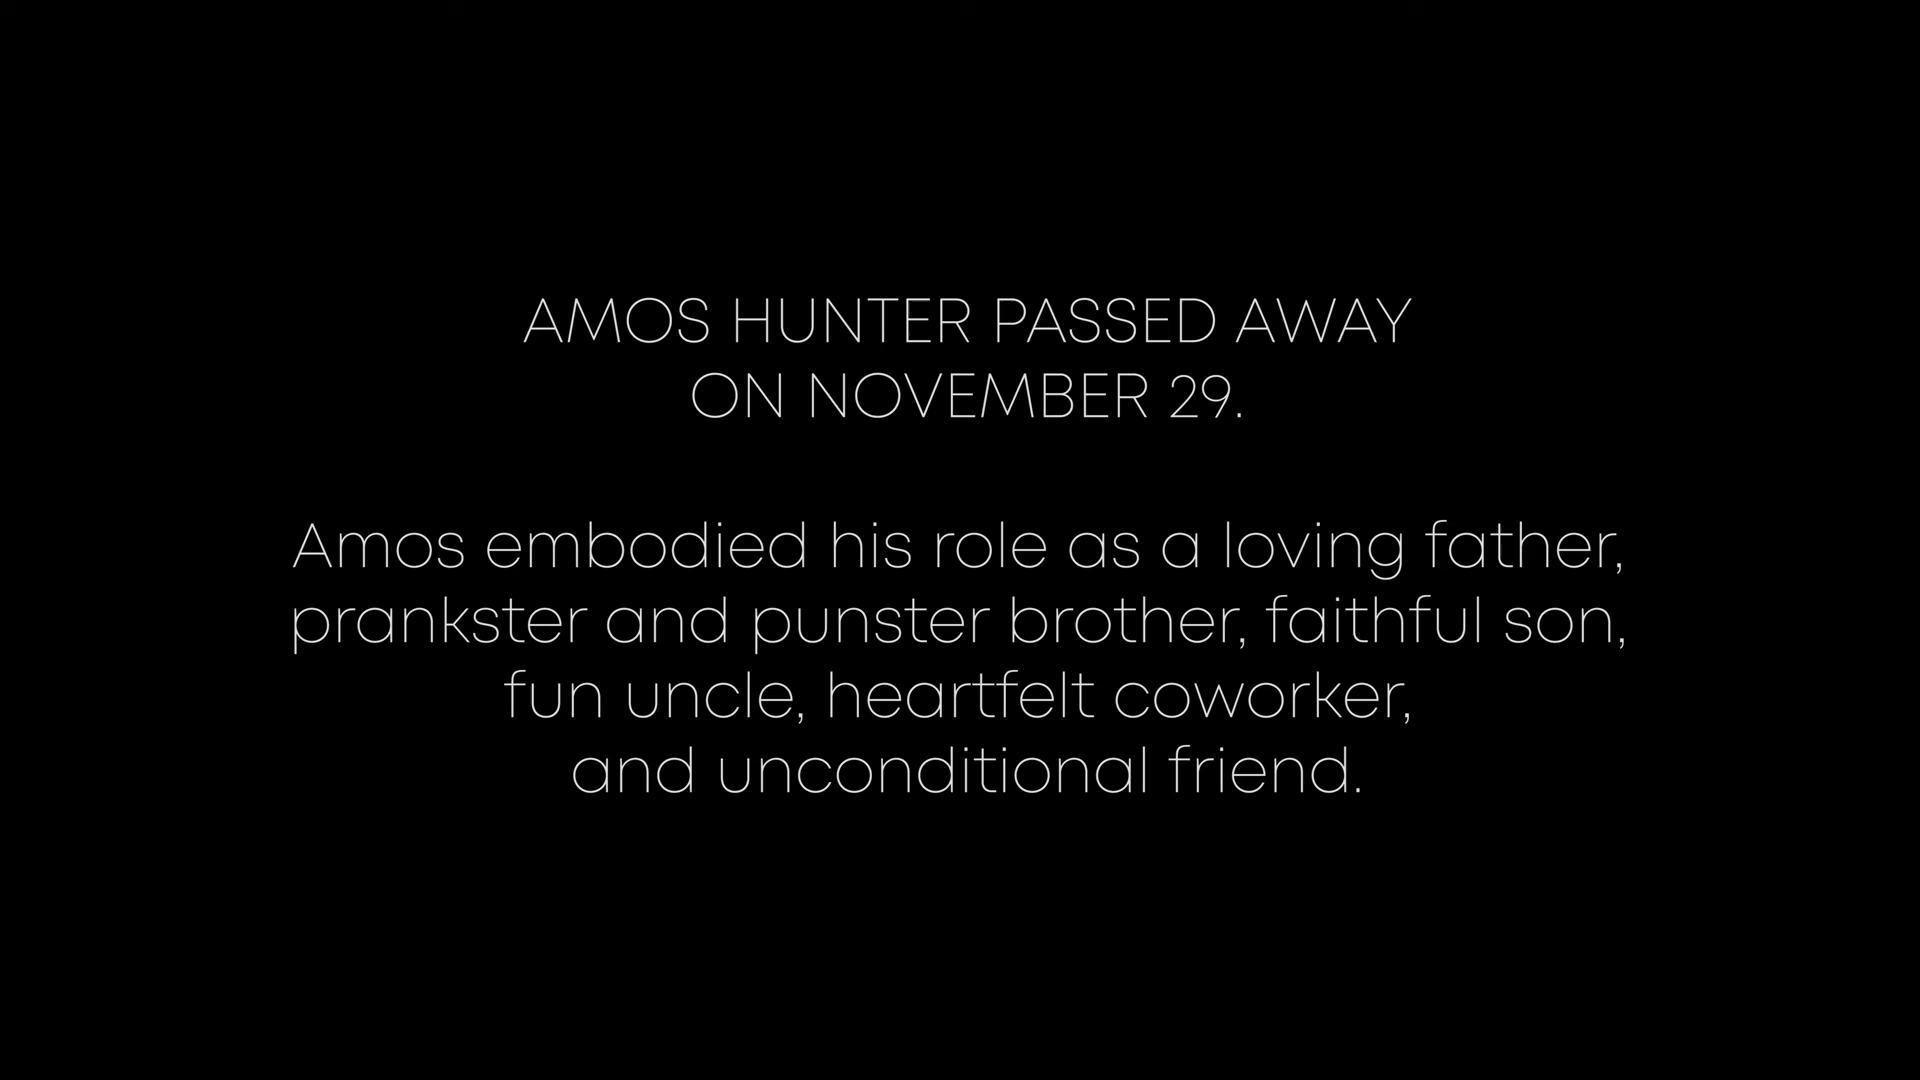 AMOS HUNTER PASSED AWAY
ON NOVEMBER 29.
Amos embodied his role as a loving father,
prankster and punster brother, faithful son,
fun uncle, heartfelt coworker,
and unconditional friend.